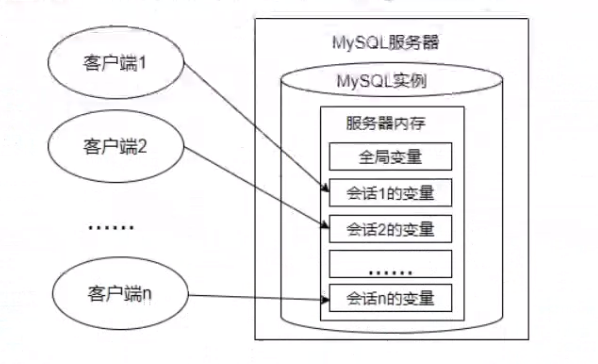 MySQL服务器
客户端1
MySQL实例
服务器内存
客户端2
全局变量
会话1的变量
......
会话2的变量
......
客户端n
会话n的变量